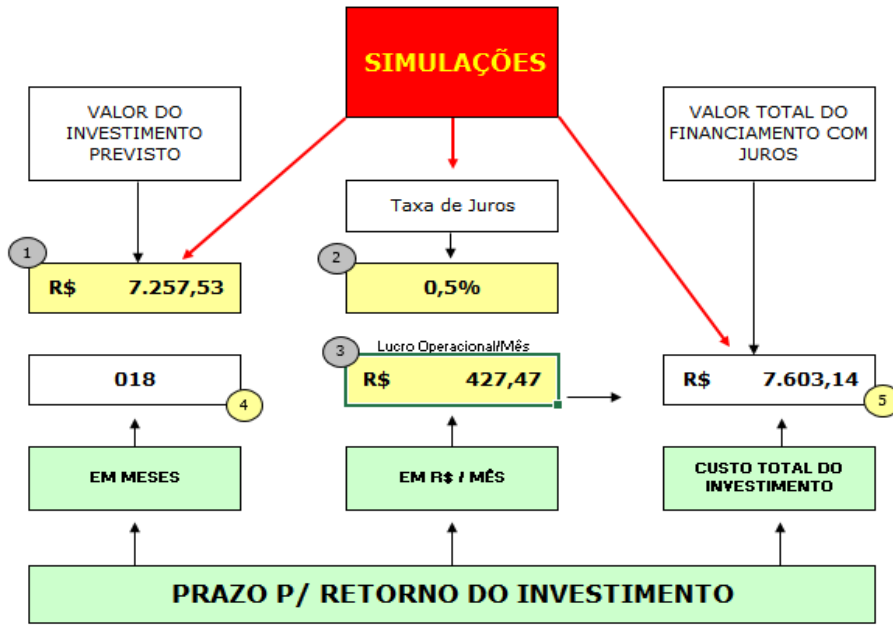 SIMULAÇÕES
VALOR DO
INVESTIMENTO
PREVISTO
VALOR TOTAL DO
FINANCIAMENTO COM
JUROS
Taxa de Juros
1
R$ 7.257,53
2
0,5%
Lucro Operacional/Mês
018
4
3
R$ 427,47
R$ 7.603,14
5
EM MESES
EM R$ / MÊS
CUSTO TOTAL DO
INVESTIMENTO
PRAZO P/ RETORNO DO INVESTIMENTO